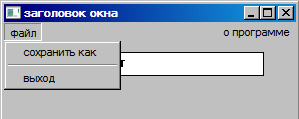 заголовок окна
файл о программе
сохранить как
выход